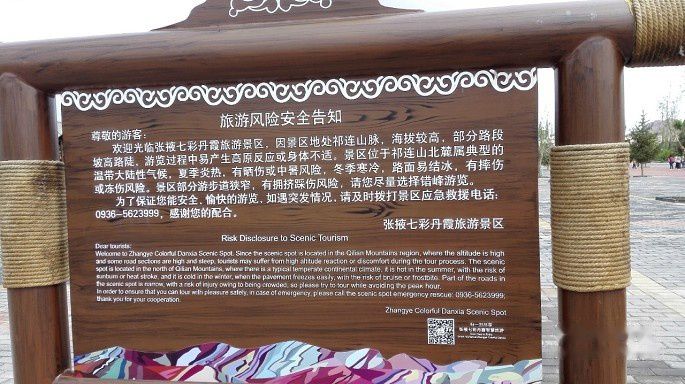 旅游风险安全告知
尊敬的游客：
欢迎光临张掖七彩丹霞旅游景区，因景区地处祁连山脉，海拔较高，部分路段
坡高路陡，游览过程中易产生高原反应或身体不适。景区位于祁连山北麓属典型的
温带大陆性气候，夏季炎热，有晒伤或中暑风险，冬季寒冷，路面易结冰，有摔伤
或冻伤风险。景区部分游步道狭窄，有拥挤踩伤风险，请您尽量选择错峰游览。
为了保证您能安全、愉快的游览，如遇突发情况，请及时拨打景区应急救援电话：
0936-5623999，感谢您的配合。
张掖七彩丹霞旅游景区
Risk Disclosure to Scenic Tourism
Dear tourists:
Welcome to Zhangye Colorful Danxia Scenic Spot. Since the scenic spot is located in the Qilian Mountains region, where the altitude is high
and some road sections are high and steep, tourists may suffer from high altitude reaction or discomfort during the tour process. The scenic
spot is located in the north of Qilian Mountains, where there is a typical temperate continental climate, it is hot in the summer, with the risk of
sunburn or heat stroke, and it is cold in the winter, when the pavement freezes easily, with the risk of bruise or frostbite. Part of the roads in
the scenic spot is narrow, with a risk of injury owing to being crowded, so please try to tour while avoiding the peak hour.
In order to ensure that you can tour with pleasure safely, in case of emergency, please call the scenic spot emergency rescue: 0936-5623999;
thank you for your cooperation.
Zhangye Colorful Danxia Scenic Spot
扫一扫尽享
张掖七彩丹霞智慧旅游